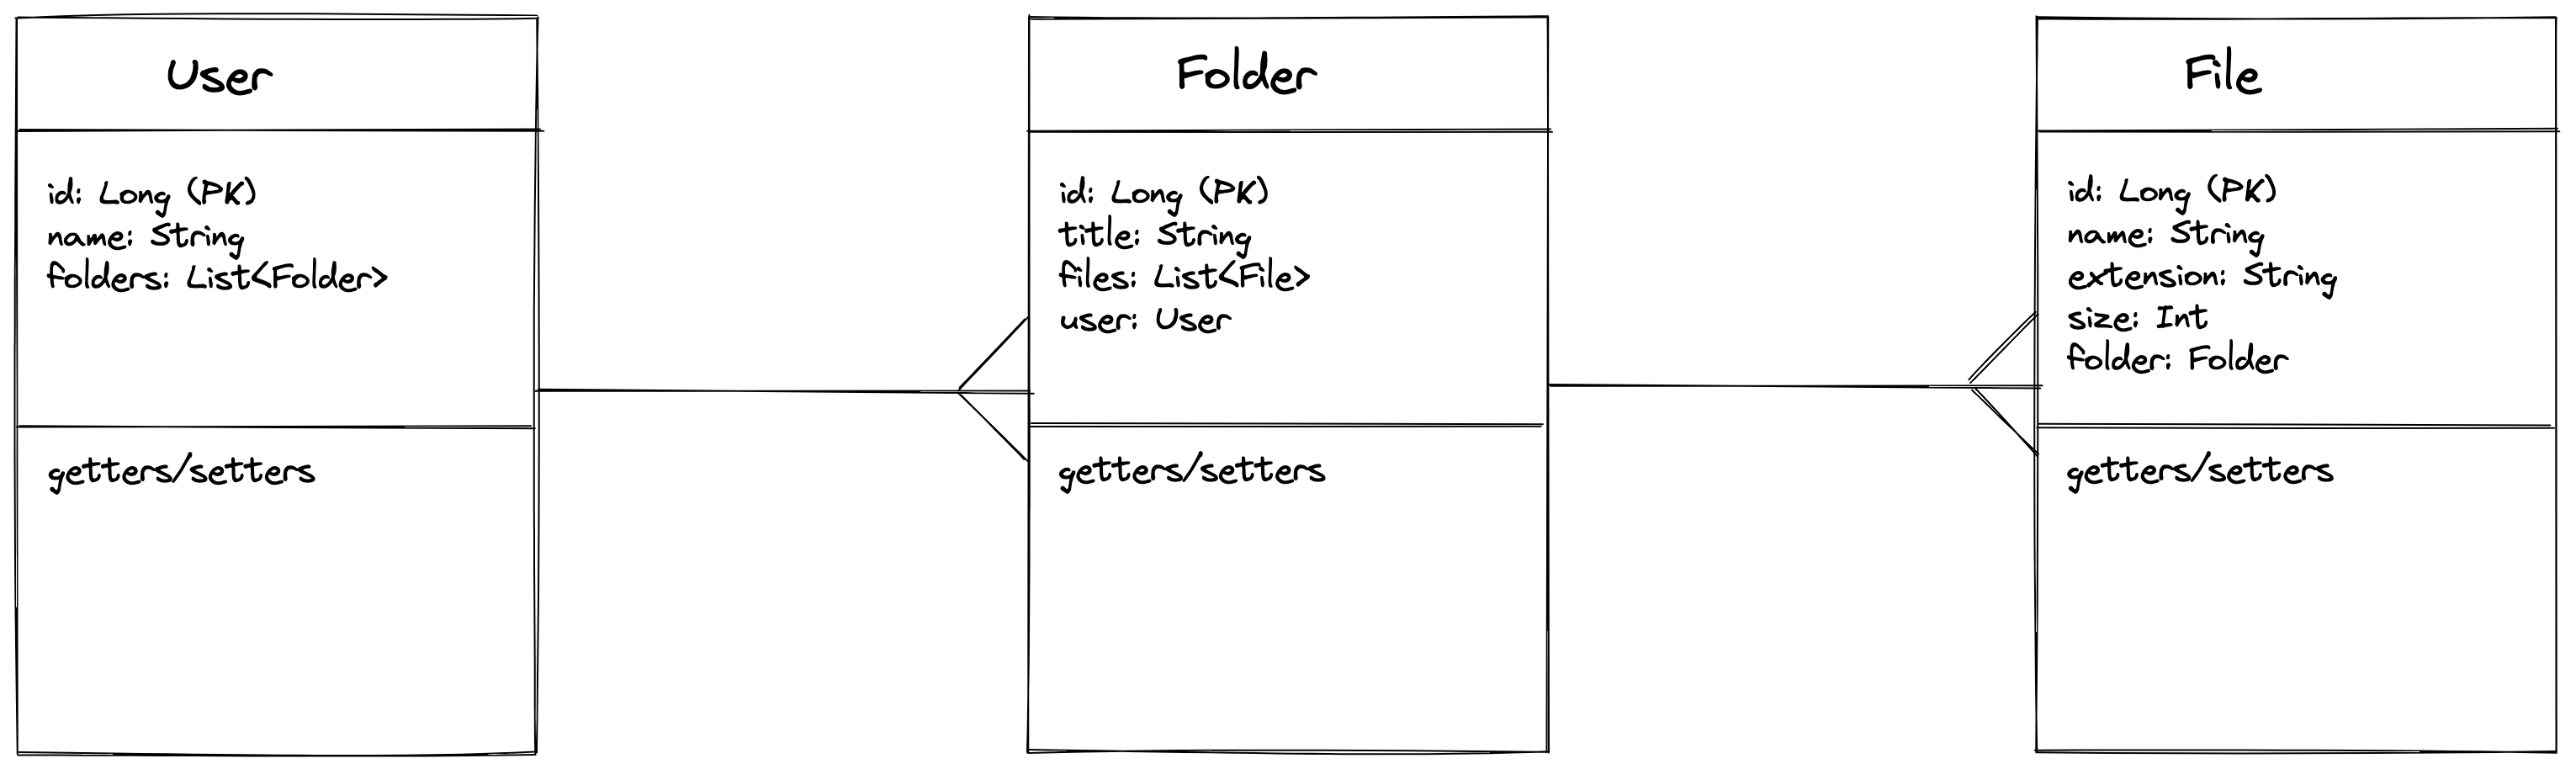 User
id: Long (PK)
name: String
folders: List<Folder>
getters/setters
Folder
id: Long (PK)
title: String
files: List<File>
user: User
getters/setters
File
id: Long (PK)
name: String
extension: String
size: Int
folder: Folder
getters/setters